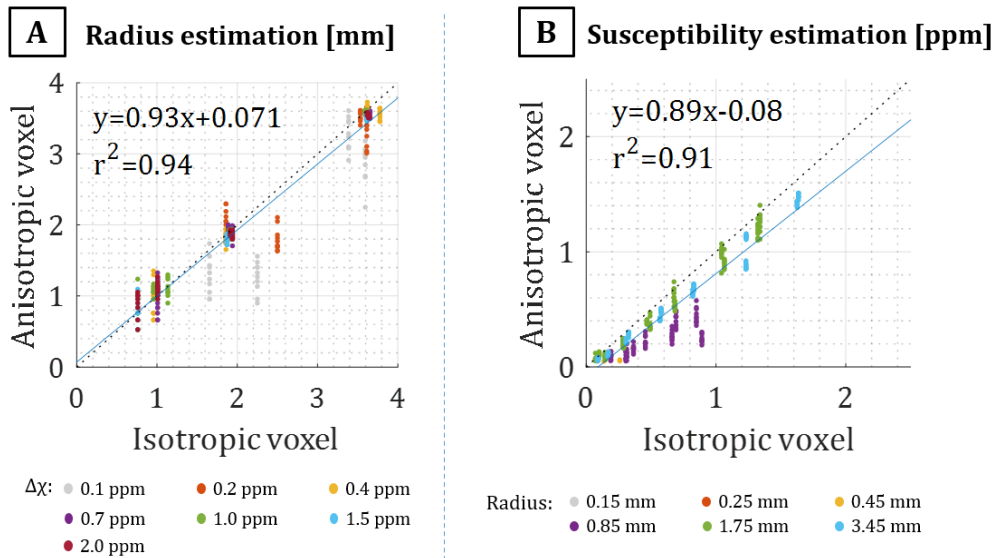 A Radius estimation [mm]
y=0.93x+0.071
r²=0.94
Anisotropic voxel
4
3
2
1
0
0 1 2 3 4
Isotropic voxel
Δχ: 0.1 ppm 0.2 ppm 0.4 ppm
0.7 ppm 1.0 ppm 1.5 ppm
2.0 ppm
B Susceptibility estimation [ppm]
y=0.89x-0.08
r²=0.91
Anisotropic voxel
2
1
0
0 1 2
Isotropic voxel
Radius: 0.15 mm 0.25 mm 0.45 mm
0.85 mm 1.75 mm 3.45 mm